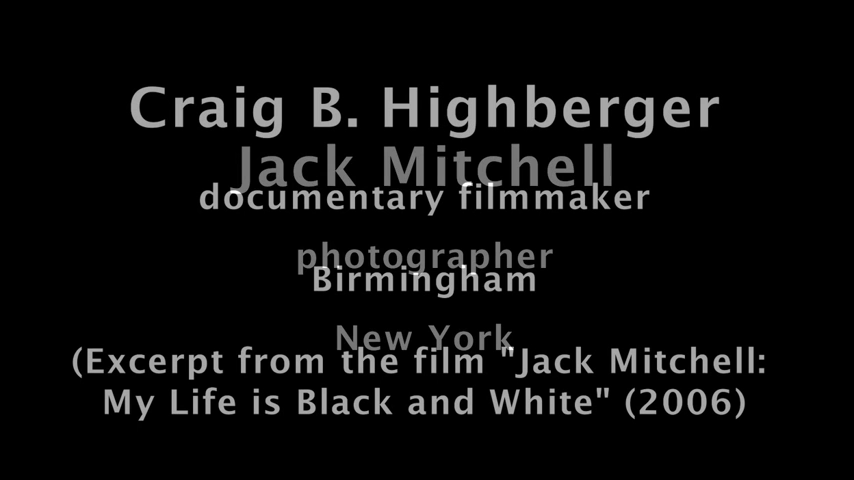 Craig B. Highberger
Jack Mitchell
documentary filmmaker
photographer
Birmingham
New York
(Excerpt from the film "Jack Mitchell:
My Life is Black and White" (2006)